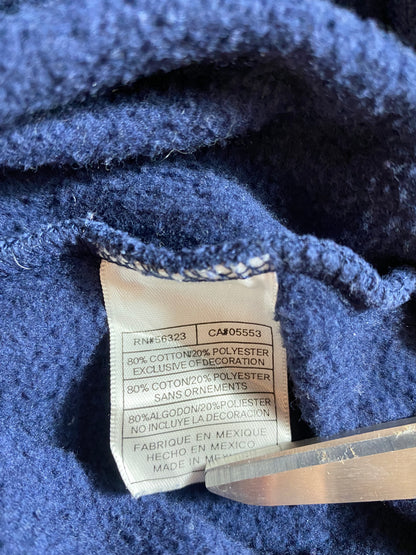 RN#56323 CA#05553
80% COTTON/20% POLYESTER
EXCLUSIVE OF DECORATION
80% COTON/20% POLYESTER
SANS ORNEMENTS
80%ALGODON/20%POLIESTER
NO INCLUYE LA DECORACION
FABRIQUE EN MEXIQUE
HECHO EN MEXICO
MADE IN MEXICO